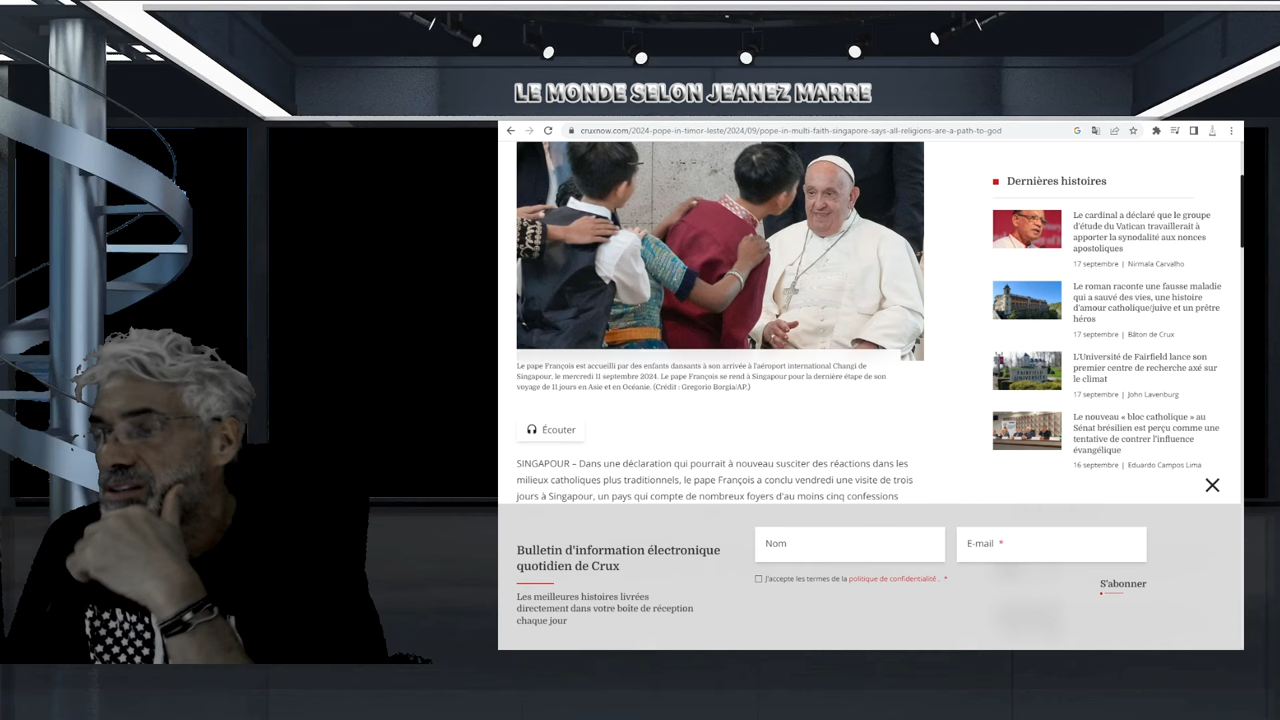 LE MONDE SELON JEANEZ MARRE
cruxnow.com/2024-pope-in-timor-leste/2024/09/pope-in-multi-faith-singapore-says-all-religions-are-a-path-to-god
Le pape François est accueilli par des enfants dansants à son arrivée à l'aéroport international Changi de
Singapour, le mercredi 11 septembre 2024. Le pape François se rend à Singapour pour la dernière étape de son
voyage de 11 jours en Asie et en Océanie. (Crédit : Gregorio Borgia/AP.)
Écouter
SINGAPOUR – Dans une déclaration qui pourrait à nouveau susciter des réactions dans les
milieux catholiques plus traditionnels, le pape François a conclu vendredi une visite de trois
jours à Singapour, un pays qui compte de nombreux foyers d'au moins cinq confessions
Dernières histoires
Le cardinal a déclaré que le groupe
d'étude du Vatican travaillerait à
apporter la synodalité aux nonces
apostoliques
17 septembre | Nirmala Carvalho
Le roman raconte une fausse maladie
qui a sauvé des vies, une histoire
d'amour catholique/juive et un prêtre
héros
17 septembre | Bâton de Crux
L'Université de Fairfield lance son
premier centre de recherche axé sur
le climat
17 septembre | John Lavenburg
Le nouveau « bloc catholique » au
Sénat brésilien est perçu comme une
tentative de contrer l'influence
évangélique
16 septembre | Eduardo Campos Lima
Bulletin d'information électronique
quotidien de Crux
Les meilleures histoires livrées
directement dans votre boîte de réception
chaque jour
Nom
E-mail *
J'accepte les termes de la politique de confidentialité . *
S'abonner